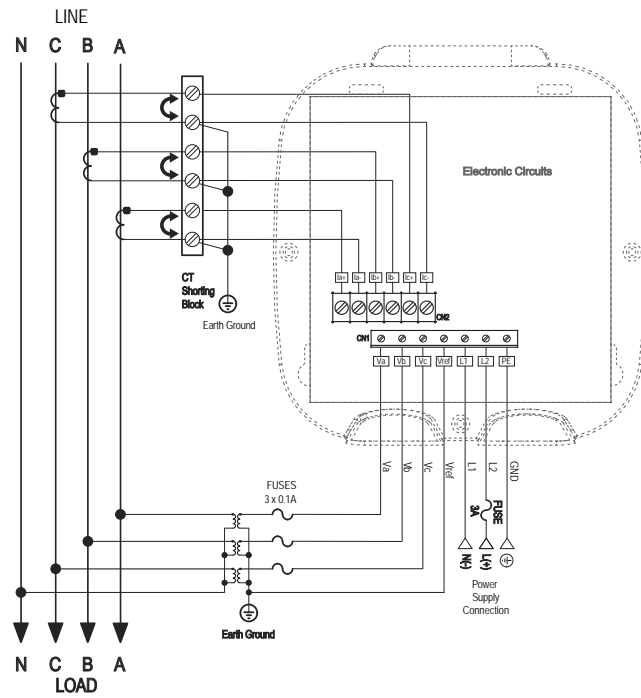 LINE
N C B A
Electronic Circuits
CT
Shorting
Block
Earth Ground
Ia+ Ia- Ib+ Ib- Ic+ Ic-
CN2
CN1
Va Vb Vc Vref L1 L2 PE
Va Vb Vc Vref L1 L2 GND
FUSES
3 x 0.1A
FUSE
3A
N(-) L(+)
Power
Supply
Connection
Earth Ground
N C B A
LOAD